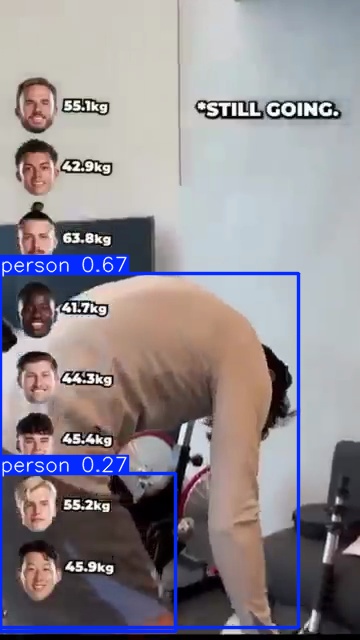 55.1kg
*STILL GOING.
42.9kg
63.8kg
person 0.67
41.7kg
44.3kg
45.4kg
person 0.27
55.2kg
45.9kg